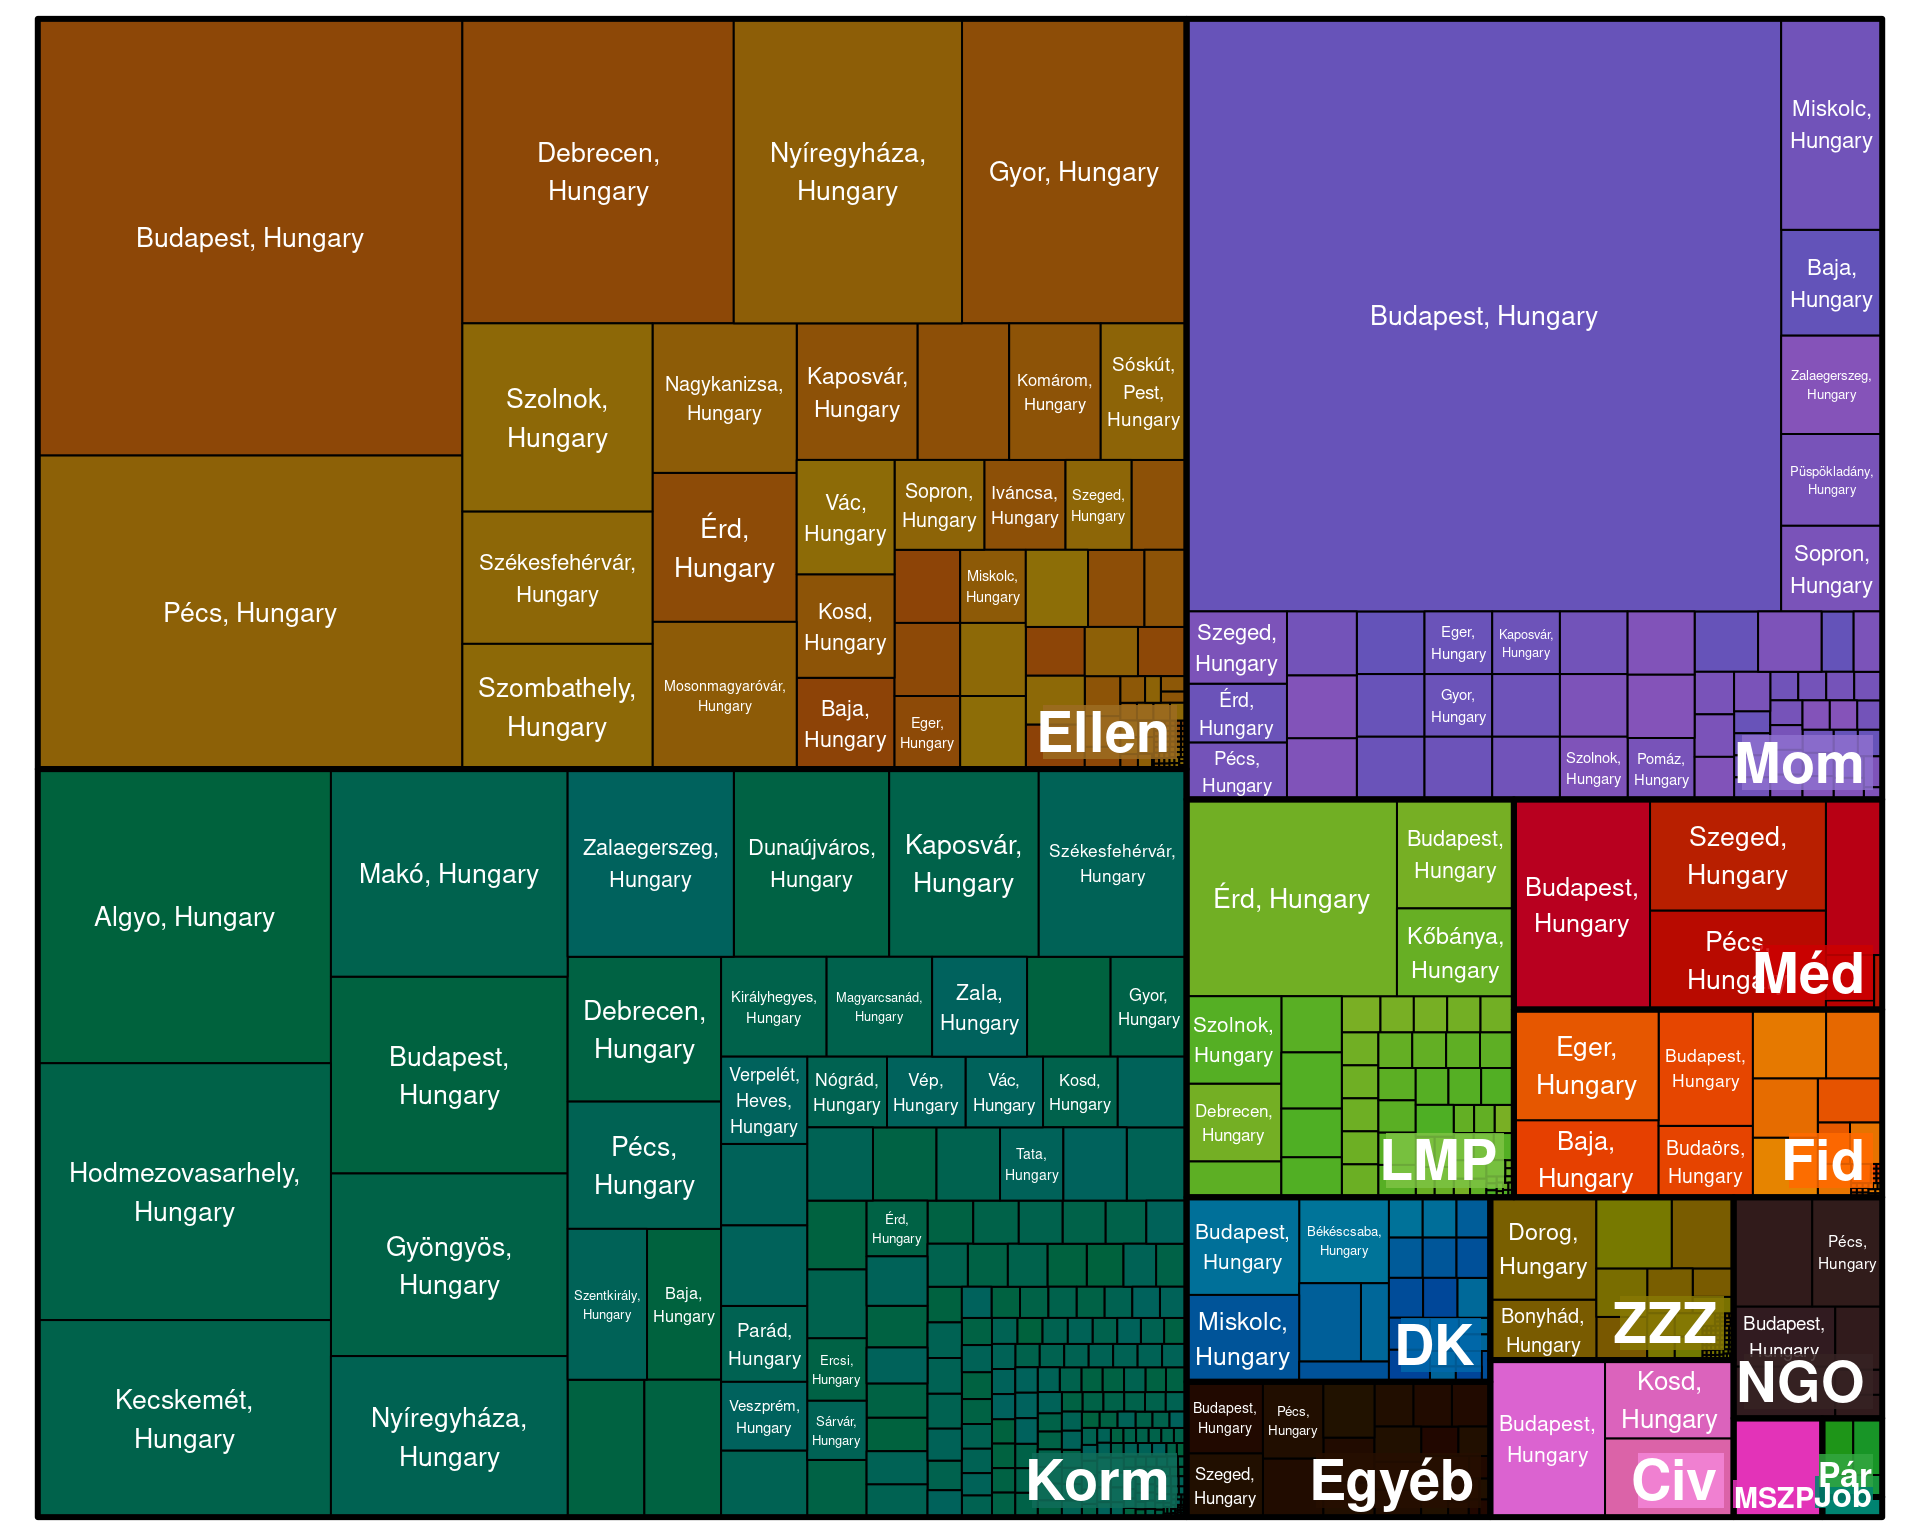 Budapest, Hungary
Debrecen,
Hungary
Nyíregyháza,
Hungary
Gyor, Hungary
Pécs, Hungary
Szolnok,
Hungary
Nagykanizsa,
Hungary
Kaposvár,
Hungary
Komárom,
Hungary
Sóskút,
Pest,
Hungary
Székesfehérvár,
Hungary
Érd,
Hungary
Vác,
Hungary
Sopron,
Hungary
Iváncsa,
Hungary
Szeged,
Hungary
Szombathely,
Hungary
Mosonmagyaróvár,
Hungary
Kosd,
Hungary
Miskolc,
Hungary
Baja,
Hungary
Eger,
Hungary
Ellen
Budapest, Hungary
Miskolc,
Hungary
Baja,
Hungary
Zalaegerszeg,
Hungary
Püspökladány,
Hungary
Sopron,
Hungary
Szeged,
Hungary
Eger,
Hungary
Kaposvár,
Hungary
Érd,
Hungary
Gyor,
Hungary
Pécs,
Hungary
Szolnok,
Hungary
Pomáz,
Hungary
Mom
Algyo, Hungary
Makó, Hungary
Zalaegerszeg,
Hungary
Dunaújváros,
Hungary
Kaposvár,
Hungary
Székesfehérvár,
Hungary
Hodmezovasarhely,
Hungary
Budapest,
Hungary
Debrecen,
Hungary
Királyhegyes,
Hungary
Magyarcsanád,
Hungary
Zala,
Hungary
Gyor,
Hungary
Verpelét,
Heves,
Hungary
Nógrád,
Hungary
Vép,
Hungary
Vác,
Hungary
Kosd,
Hungary
Pécs,
Hungary
Tata,
Hungary
Gyöngyös,
Hungary
Érd,
Hungary
Szentkirály,
Hungary
Baja,
Hungary
Kecskemét,
Hungary
Nyíregyháza,
Hungary
Parád,
Hungary
Ercsi,
Hungary
Veszprém,
Hungary
Sárvár,
Hungary
Korm
Érd, Hungary
Budapest,
Hungary
Kőbánya,
Hungary
Szolnok,
Hungary
Debrecen,
Hungary
LMP
Budapest,
Hungary
Szeged,
Hungary
Pécs,
Hungary
Méd
Eger,
Hungary
Budapest,
Hungary
Baja,
Hungary
Budaörs,
Hungary
Fid
Budapest,
Hungary
Békéscsaba,
Hungary
Miskolc,
Hungary
DK
Dorog,
Hungary
Bonyhád,
Hungary
ZZZ
Pécs,
Hungary
Budapest,
Hungary
NGO
Budapest,
Hungary
Pécs,
Hungary
Szeged,
Hungary
Egyéb
Budapest,
Hungary
Kosd,
Hungary
Civ
MSZP
Pár
Job